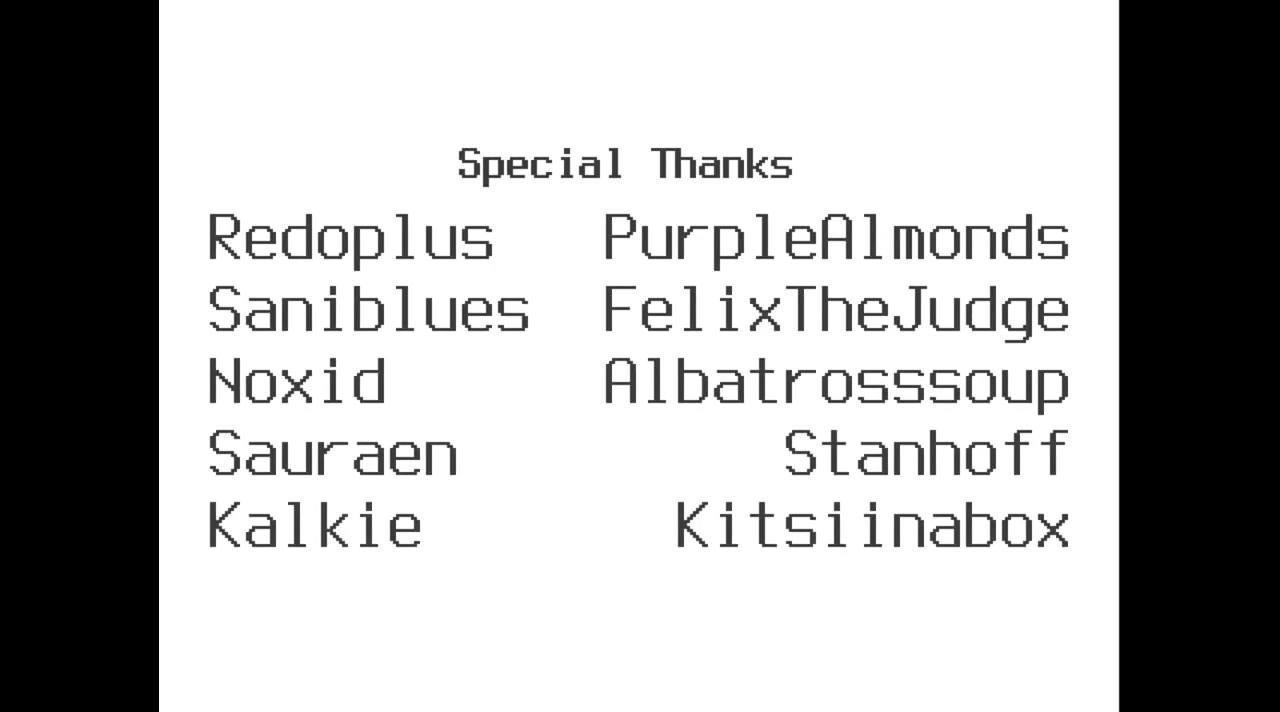 Special Thanks
Redoplus PurpleAlmonds
Saniblues FelixTheJudge
Noxid Albatrosssoup
Sauraen Stanhoff
Kalkie Kitsiinabox